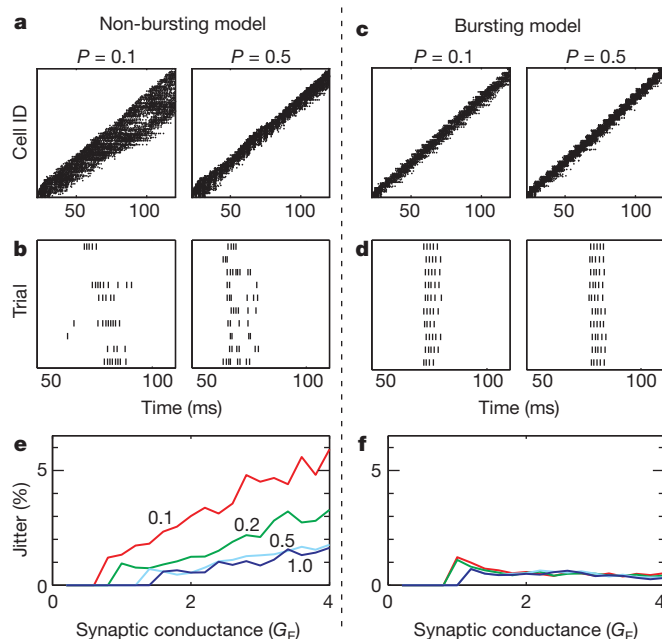 a Non-bursting model
c Bursting model
P = 0.1 P = 0.5
P = 0.1 P = 0.5
Cell ID
50 100 50 100
50 100 50 100
b
d
Trial
50 100 50 100
50 100 50 100
Time (ms)
Time (ms)
e
f
Jitter (%)
5
0
0.1
0.2
0.5
1.0
0 2 4
Synaptic conductance (G_E)
5
0
0 2 4
Synaptic conductance (G_E)